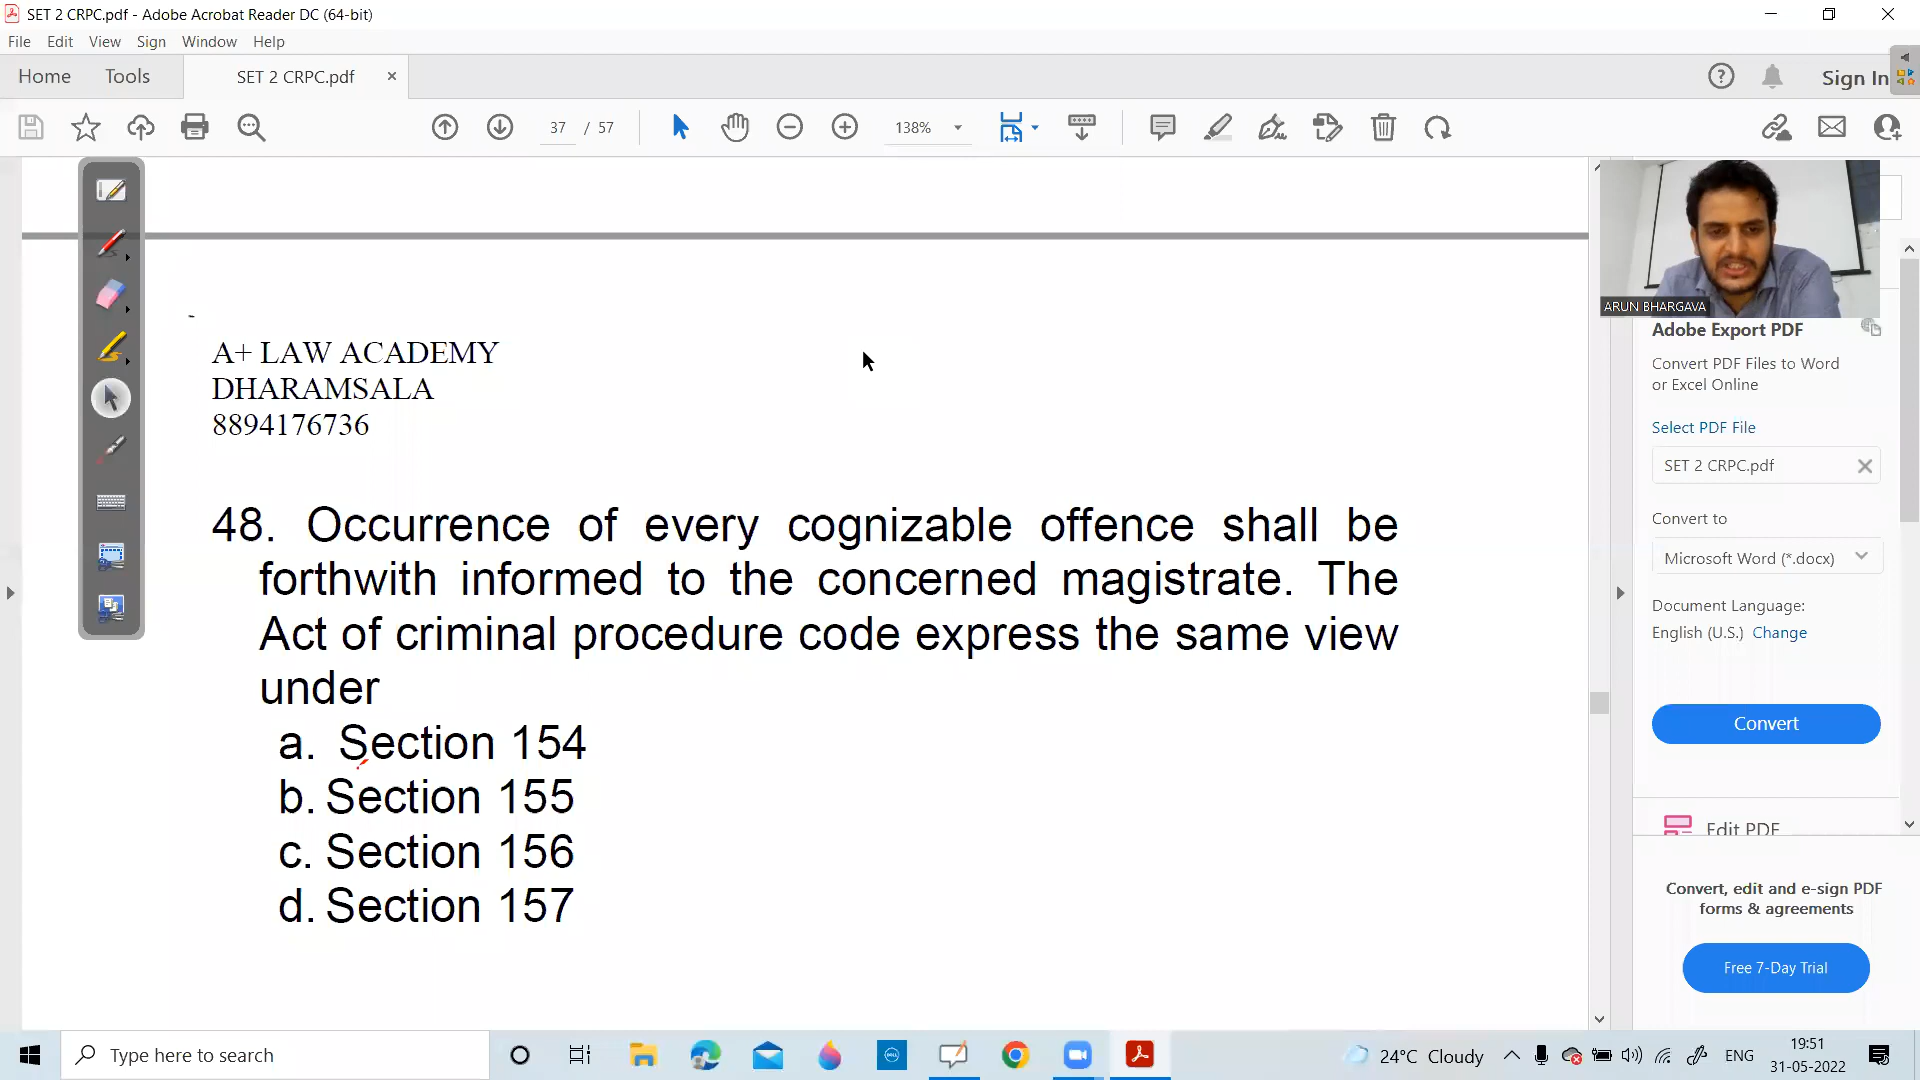 SET 2 CRPC.pdf - Adobe Acrobat Reader DC (64-bit)
File Edit View Sign Window Help
Home Tools SET 2 CRPC.pdf Sign In
37 / 57 138%
ARUN BHARGAVA
A+ LAW ACADEMY
DHARAMSALA
8894176736
48. Occurrence of every cognizable offence shall be
forthwith informed to the concerned magistrate. The
Act of criminal procedure code express the same view
under
a. Section 154
b. Section 155
c. Section 156
d. Section 157
Adobe Export PDF
Convert PDF Files to Word
or Excel Online
Select PDF File
SET 2 CRPC.pdf
Convert to
Microsoft Word (*.docx)
Document Language:
English (U.S.) Change
Convert
Edit PDF
Convert, edit and e-sign PDF
forms & agreements
Free 7-Day Trial
Type here to search
DELL
24°C Cloudy
ENG
19:51
31-05-2022